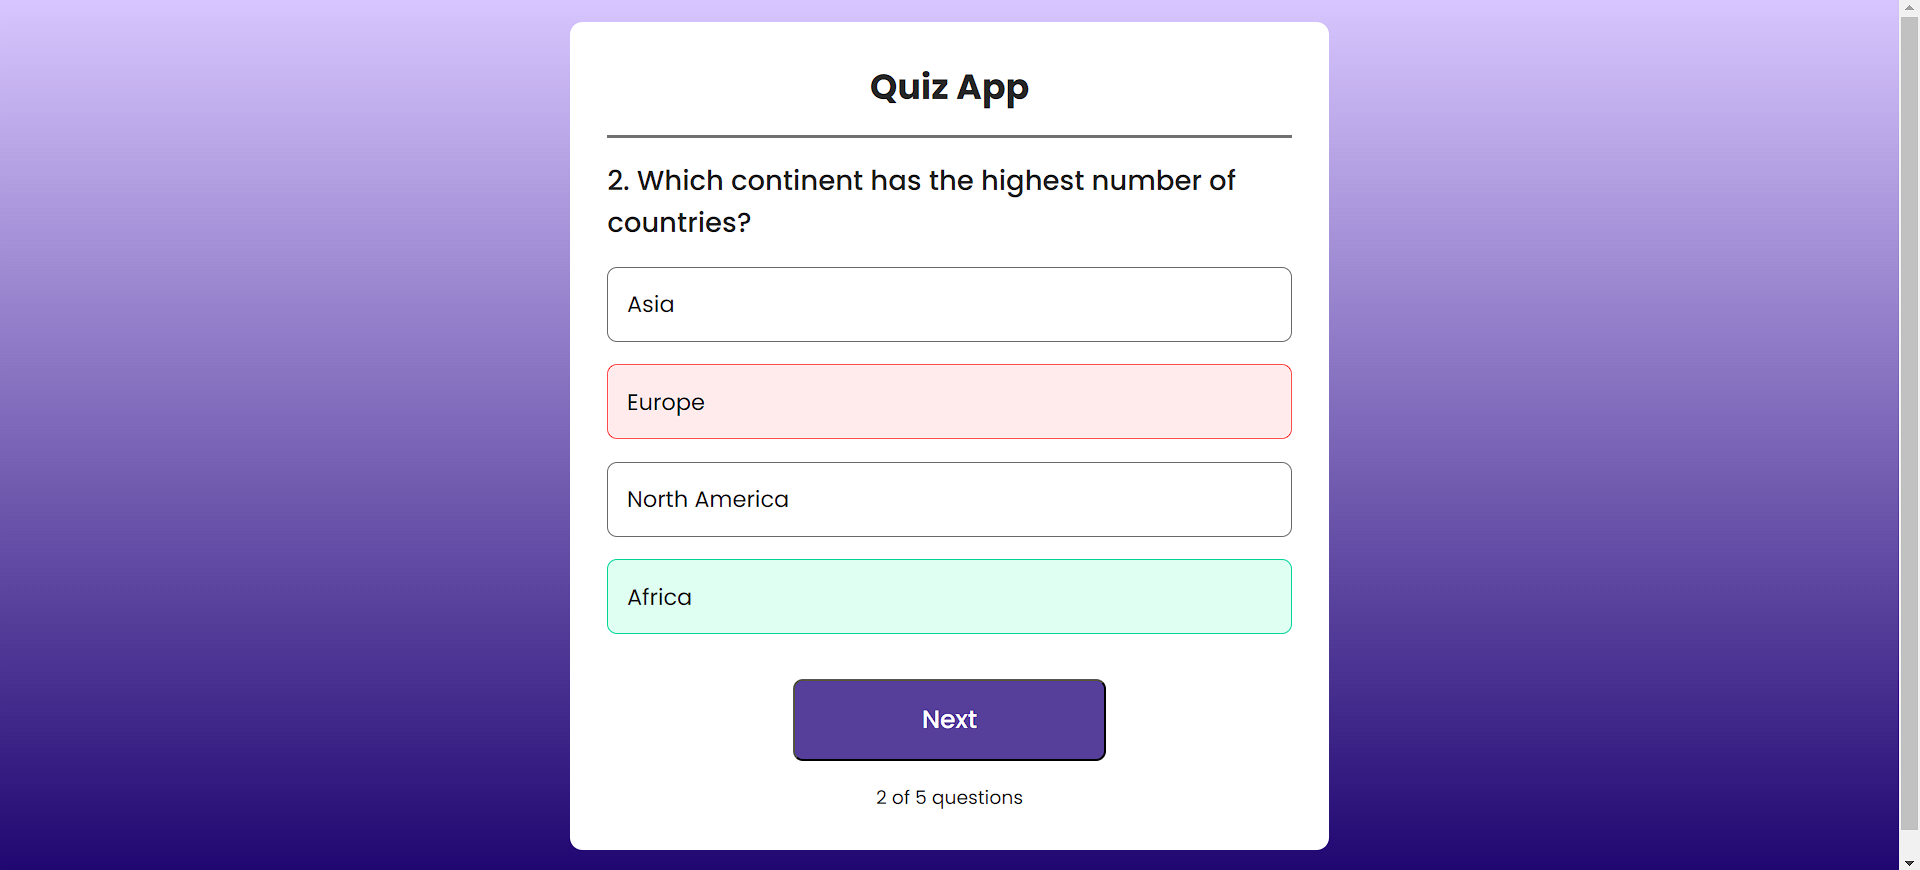 Quiz App
2. Which continent has the highest number of
countries?
Asia
Europe
North America
Africa
Next
2 of 5 questions